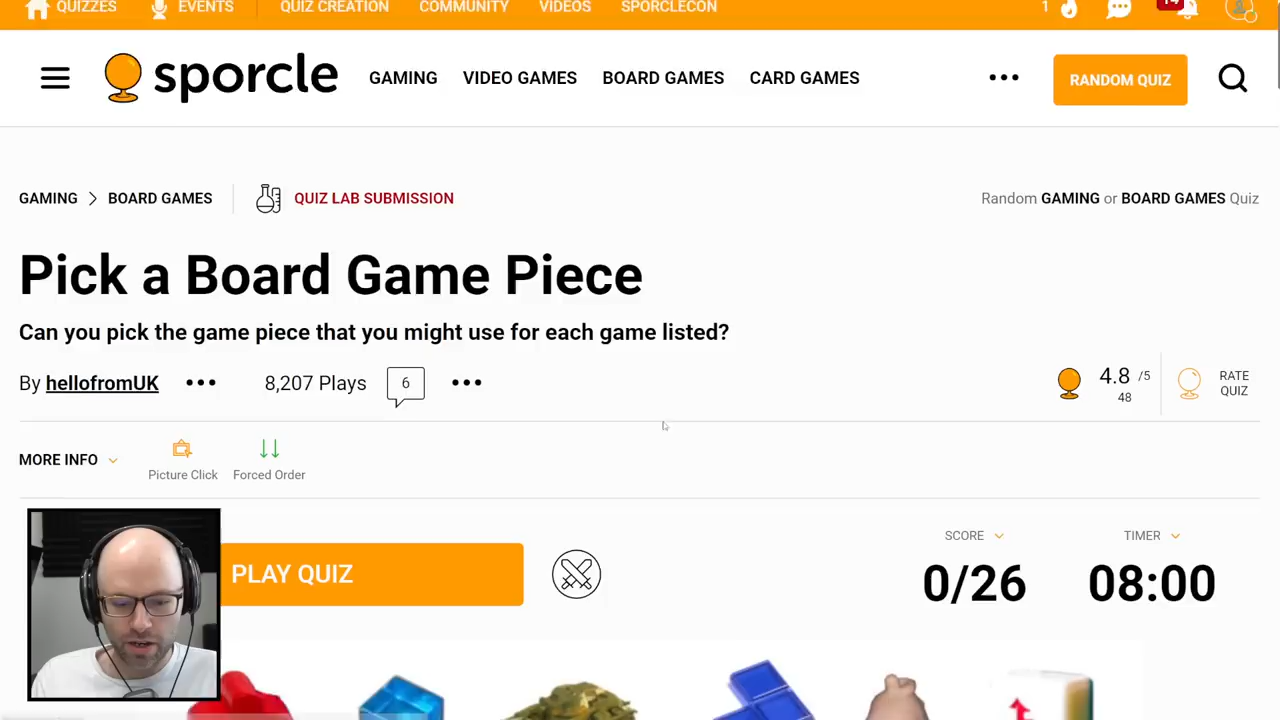 QUIZZES EVENTS QUIZ CREATION COMMUNITY VIDEOS SPORCLECON 1 14
sporcle GAMING VIDEO GAMES BOARD GAMES CARD GAMES RANDOM QUIZ
GAMING BOARD GAMES QUIZ LAB SUBMISSION Random GAMING or BOARD GAMES Quiz
Pick a Board Game Piece
Can you pick the game piece that you might use for each game listed?
By hellofromUK 8,207 Plays 6 4.8 /5 48 RATE QUIZ
MORE INFO Picture Click Forced Order
PLAY QUIZ
SCORE TIMER
0/26 08:00